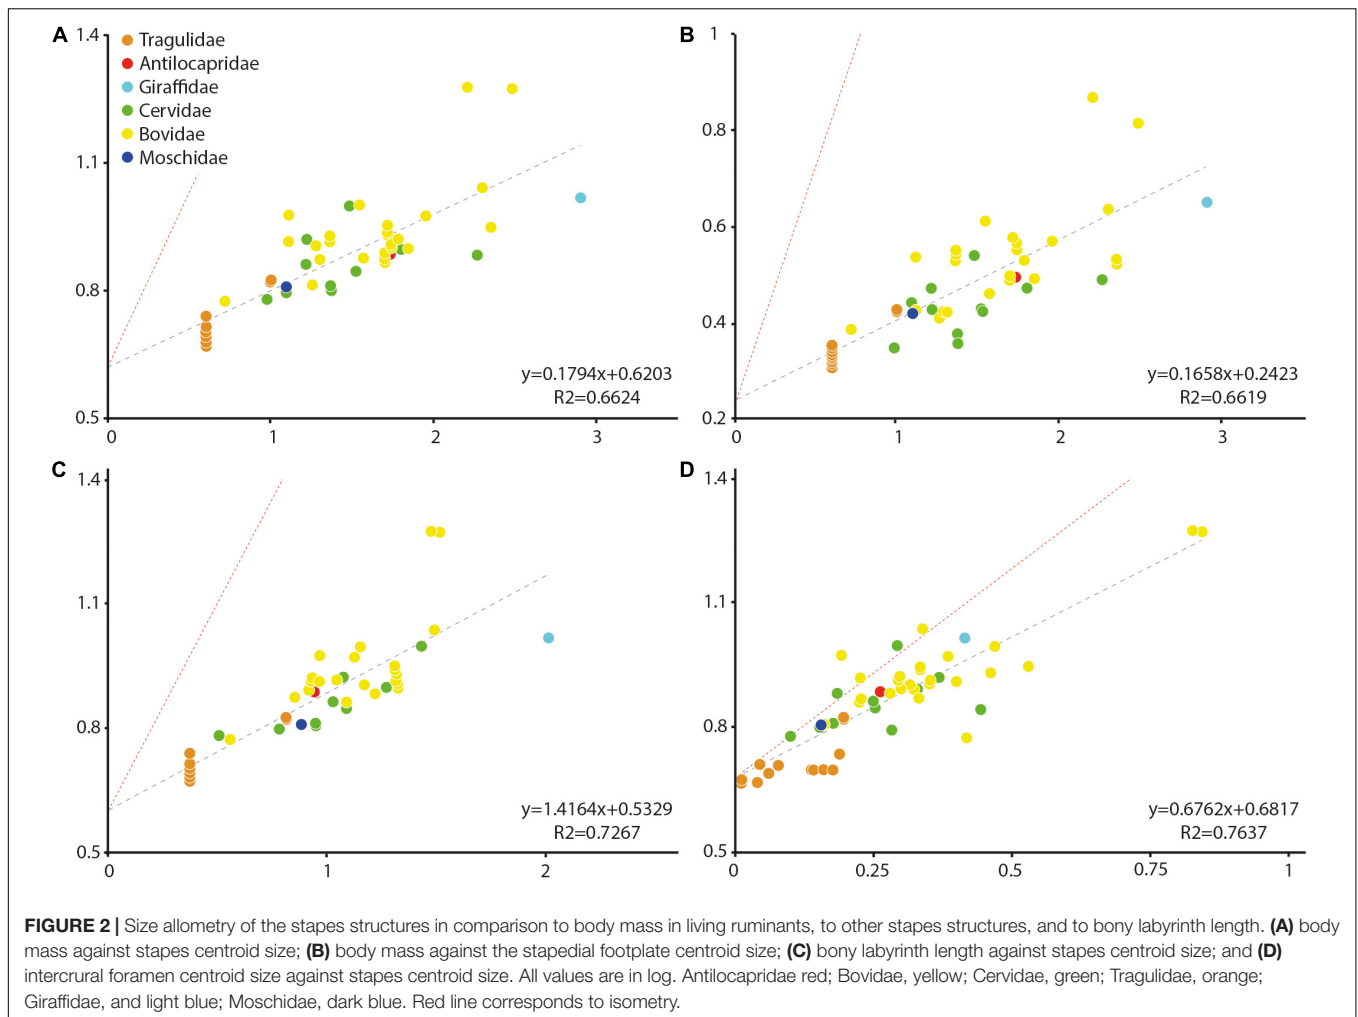 A
1.4
1.1
0.8
0.5
0
1
2
3
Tragulidae
Antilocapridae
Giraffidae
Cervidae
Bovidae
Moschidae
y=0.1794x+0.6203
R2=0.6624
B
1
0.8
0.6
0.4
0.2
0
1
2
3
y=0.1658x+0.2423
R2=0.6619
C
1.4
1.1
0.8
0.5
0
1
2
y=1.4164x+0.5329
R2=0.7267
D
1.4
1.1
0.8
0.5
0
0.25
0.5
0.75
1
y=0.6762x+0.6817
R2=0.7637
FIGURE 2 | Size allometry of the stapes structures in comparison to body mass in living ruminants, to other stapes structures, and to bony labyrinth length. (A) body
mass against stapes centroid size; (B) body mass against the stapedial footplate centroid size; (C) bony labyrinth length against stapes centroid size; and (D)
intercrural foramen centroid size against stapes centroid size. All values are in log. Antilocapridae red; Bovidae, yellow; Cervidae, green; Tragulidae, orange;
Giraffidae, and light blue; Moschidae, dark blue. Red line corresponds to isometry.